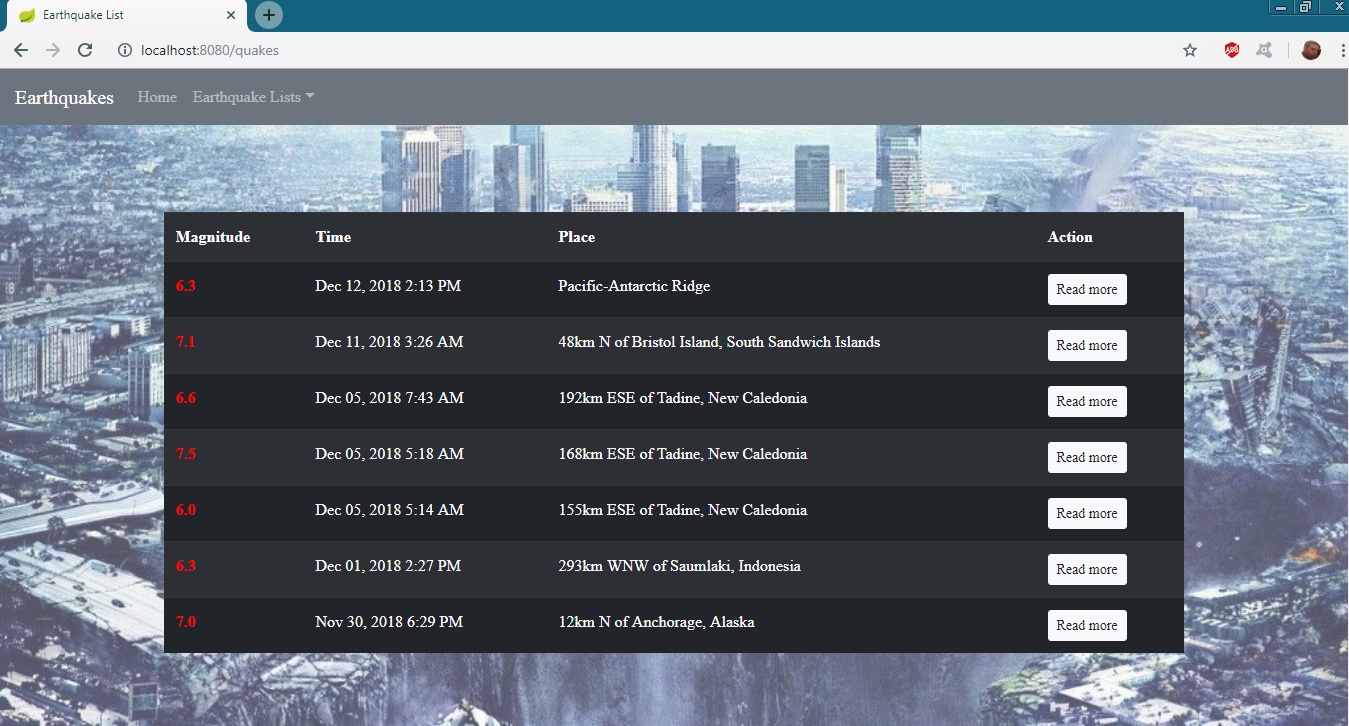 Earthquake List
localhost:8080/quakes
Earthquakes Home Earthquake Lists
Magnitude Time Place Action
6.3 Dec 12, 2018 2:13 PM Pacific-Antarctic Ridge Read more
7.1 Dec 11, 2018 3:26 AM 48km N of Bristol Island, South Sandwich Islands Read more
6.6 Dec 05, 2018 7:43 AM 192km ESE of Tadine, New Caledonia Read more
7.5 Dec 05, 2018 5:18 AM 168km ESE of Tadine, New Caledonia Read more
6.0 Dec 05, 2018 5:14 AM 155km ESE of Tadine, New Caledonia Read more
6.3 Dec 01, 2018 2:27 PM 293km WNW of Saumlaki, Indonesia Read more
7.0 Nov 30, 2018 6:29 PM 12km N of Anchorage, Alaska Read more